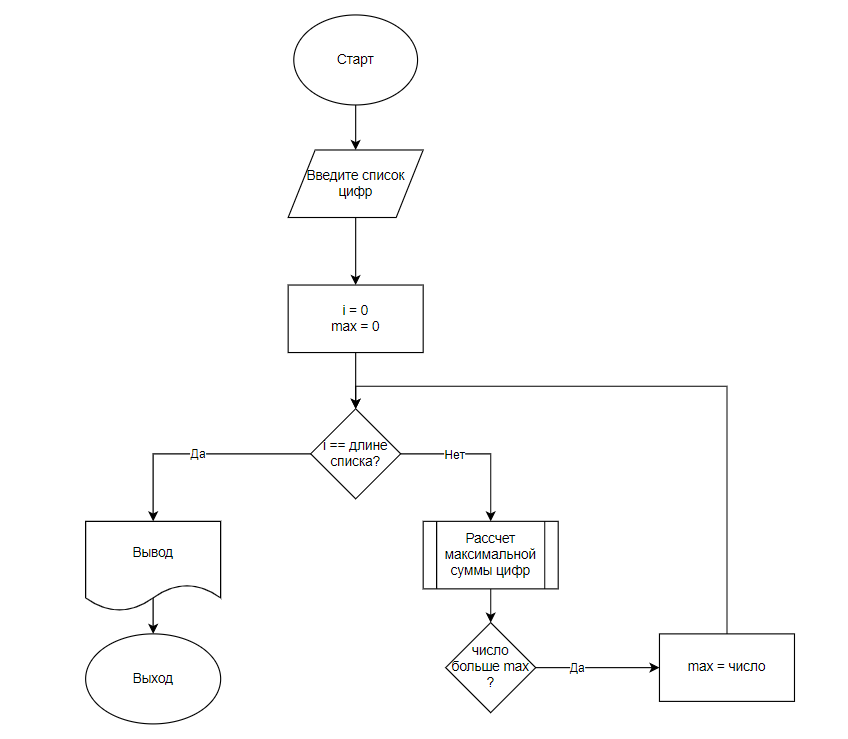 Старт
Введите список
цифр
i = 0
max = 0
i == длине
списка?
Да
Нет
Вывод
Рассчет
максимальной
суммы цифр
число
больше max
?
Да
max = число
Выход